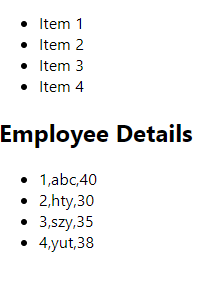 Item 1
Item 2
Item 3
Item 4
Employee Details
1,abc,40
2,hty,30
3,szy,35
4,yut,38